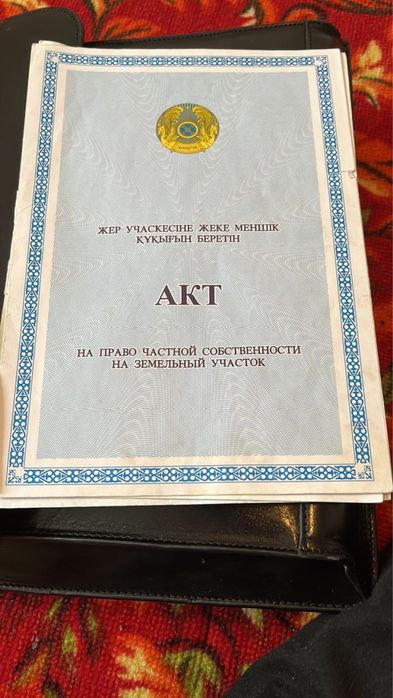 ЖЕР УЧАСКЕСІНЕ ЖЕКЕ МЕНШІК
ҚҰҚЫҒЫН БЕРЕТІН
АКТ
НА ПРАВО ЧАСТНОЙ СОБСТВЕННОСТИ
НА ЗЕМЕЛЬНЫЙ УЧАСТОК